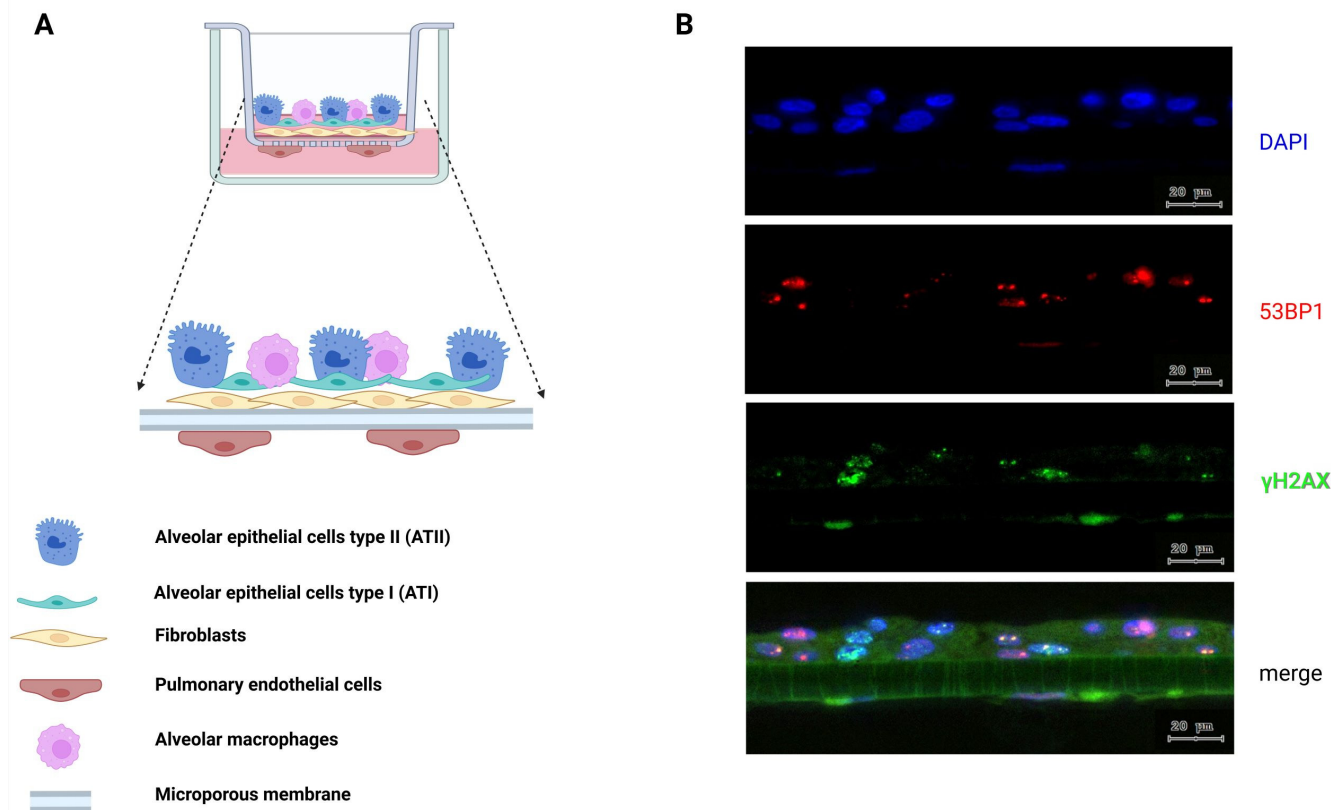 A
Alveolar epithelial cells type II (ATII)
Alveolar epithelial cells type I (ATI)
Fibroblasts
Pulmonary endothelial cells
Alveolar macrophages
Microporous membrane
B
DAPI
20 µm
53BP1
20 µm
γH2AX
20 µm
merge
20 µm